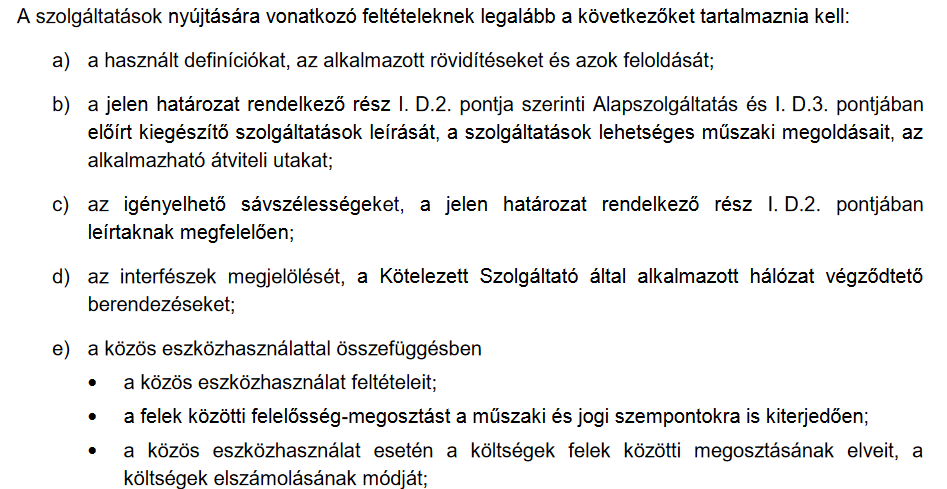 A szolgáltatások nyújtására vonatkozó feltételeknek legalább a következőket tartalmaznia kell:
a) a használt definíciókat, az alkalmazott rövidítéseket és azok feloldását;
b) a jelen határozat rendelkező rész I. D.2. pontja szerinti Alapszolgáltatás és I. D.3. pontjában
előírt kiegészítő szolgáltatások leírását, a szolgáltatások lehetséges műszaki megoldásait, az
alkalmazható átviteli utakat;
c) az igényelhető sávszélességeket, a jelen határozat rendelkező rész I. D.2. pontjában
leírtaknak megfelelően;
d) az interfészek megjelölését, a Kötelezett Szolgáltató által alkalmazott hálózat végződtető
berendezéseket;
e) a közös eszközhasználattal összefüggésben
• a közös eszközhasználat feltételeit;
• a felek közötti felelősség-megosztást a műszaki és jogi szempontokra is kiterjedően;
• a közös eszközhasználat esetén a költségek felek közötti megosztásának elveit, a
költségek elszámolásának módját;